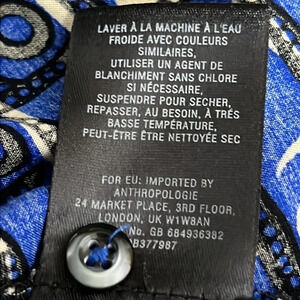 LAVER À LA MACHINE À L'EAU
FROIDE AVEC COULEURS
SIMILAIRES,
UTILISER UN AGENT DE
BLANCHIMENT SANS CHLORE
SI NÉCESSAIRE,
SUSPENDRE POUR SECHER,
REPASSER, AU BESOIN, À TRÉS
BASSE TEMPÉRATURE,
PEUT-ÊTRE ÊTRE NETTOYÉE SEC
FOR EU: IMPORTED BY
ANTHROPOLOGIE
24 MARKET PLACE, 3RD FLOOR,
LONDON, UK W1W8AN
No. GB 684936382
B377987